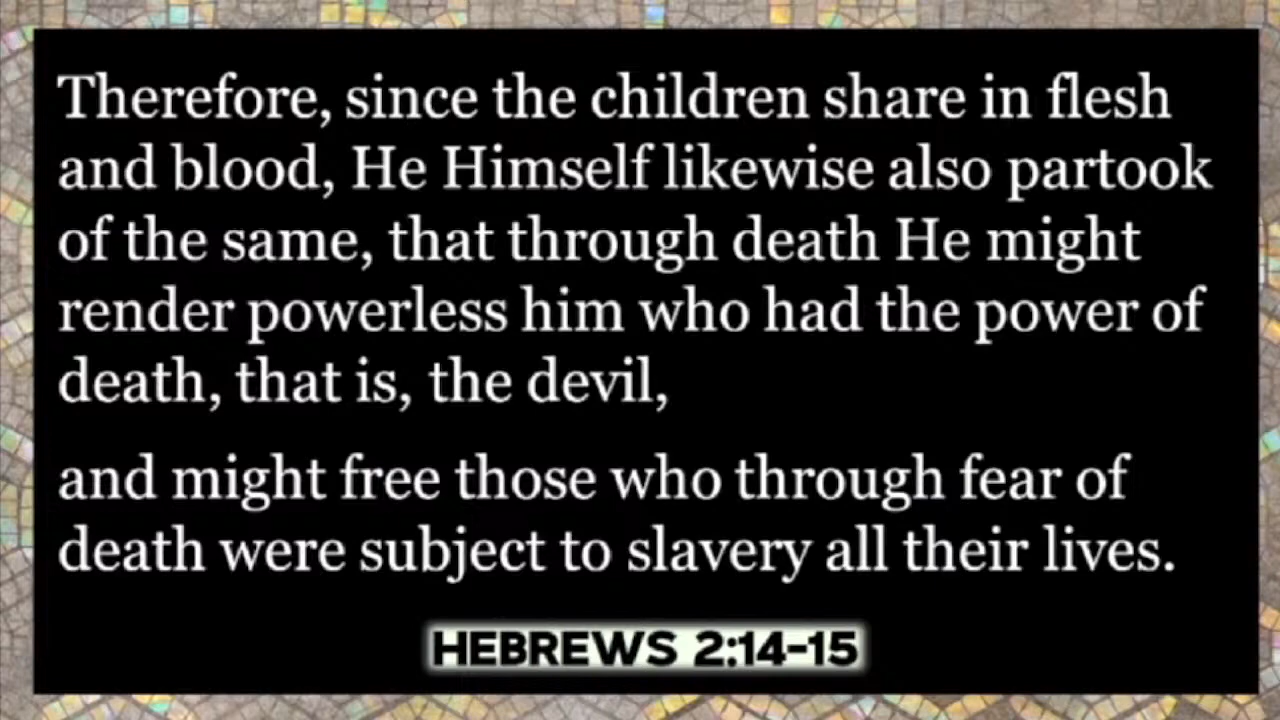 Therefore, since the children share in flesh
and blood, He Himself likewise also partook
of the same, that through death He might
render powerless him who had the power of
death, that is, the devil,
and might free those who through fear of
death were subject to slavery all their lives.
HEBREWS 2:14-15